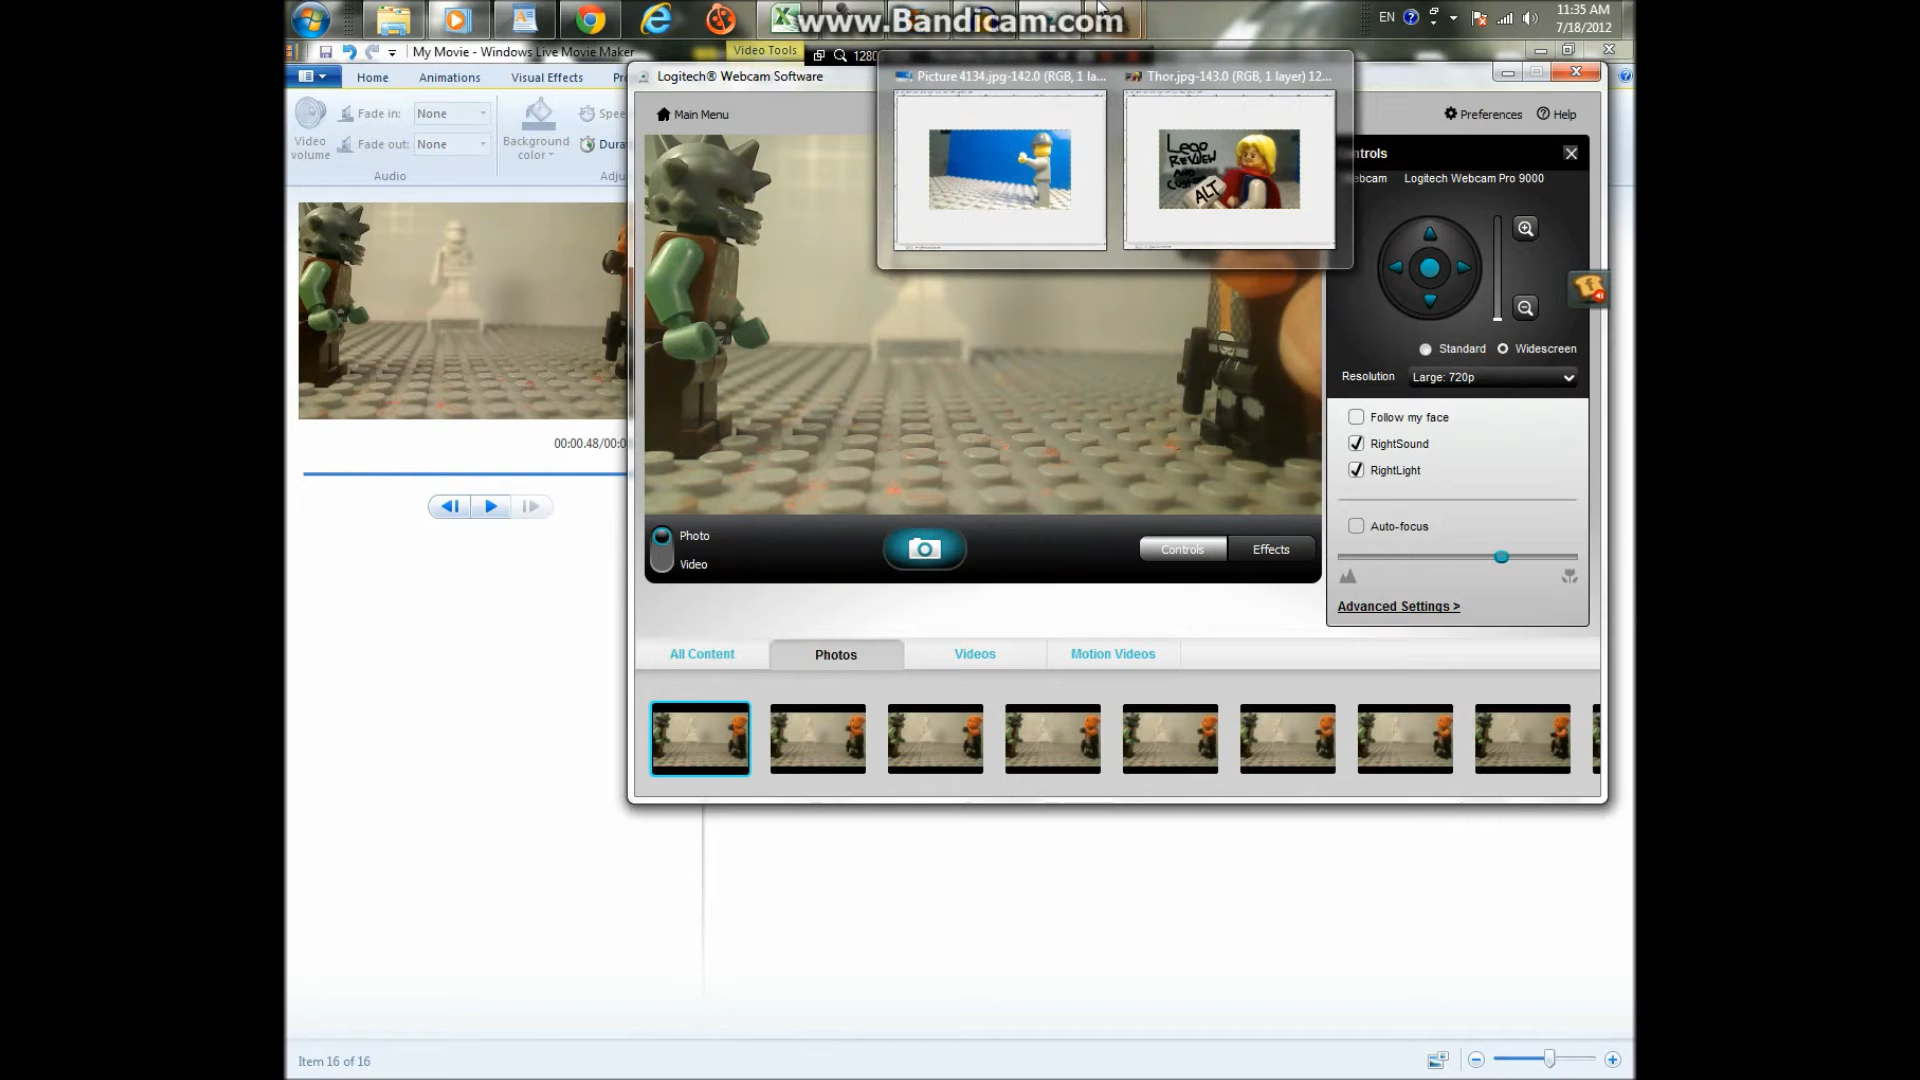 www.Bandicam.com
EN
11:35 AM
7/18/2012
My Movie - Windows Live Movie Maker
Video Tools
1280
Home
Animations
Visual Effects
Video volume
Fade in:
None
Fade out:
None
Audio
Background color
Logitech® Webcam Software
Picture 4134.jpg-142.0 (RGB, 1 la...
Thor.jpg-143.0 (RGB, 1 layer) 12...
Lego
Review
ALT
Main Menu
Preferences
Help
Logitech Webcam Pro 9000
Standard
Widescreen
Resolution
Large: 720p
Follow my face
RightSound
RightLight
Auto-focus
Advanced Settings >
Photo
Video
Controls
Effects
All Content
Photos
Videos
Motion Videos
Item 16 of 16